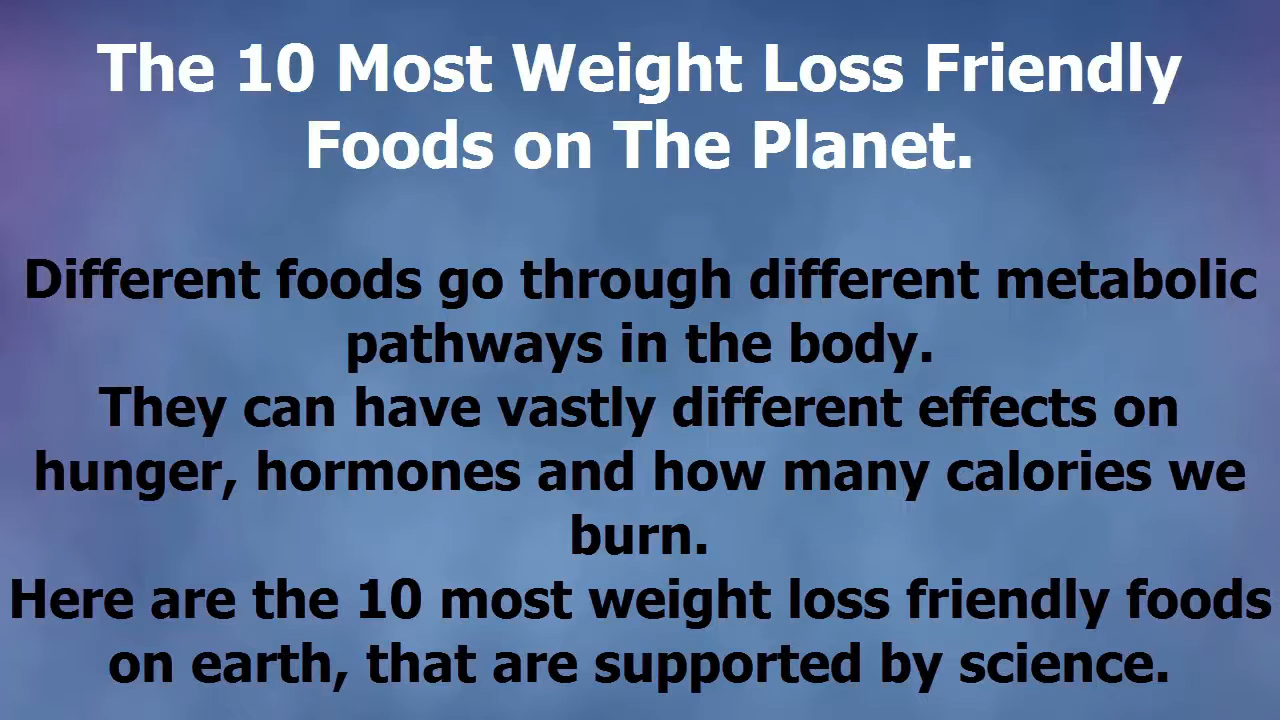 The 10 Most Weight Loss Friendly
Foods on The Planet.
Different foods go through different metabolic
pathways in the body.
They can have vastly different effects on
hunger, hormones and how many calories we
burn.
Here are the 10 most weight loss friendly foods
on earth, that are supported by science.